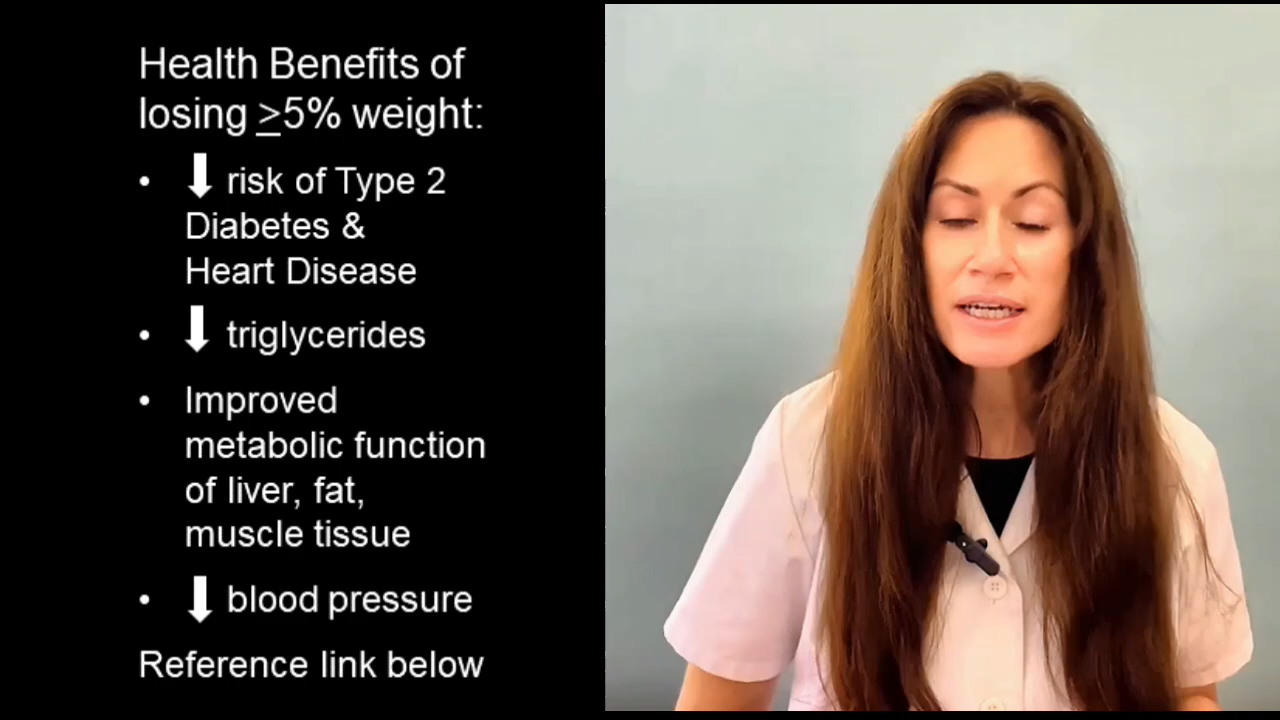 Health Benefits of
losing ≥5% weight:
• ⬇ risk of Type 2
Diabetes &
Heart Disease
• ⬇ triglycerides
• Improved
metabolic function
of liver, fat,
muscle tissue
• ⬇ blood pressure
Reference link below